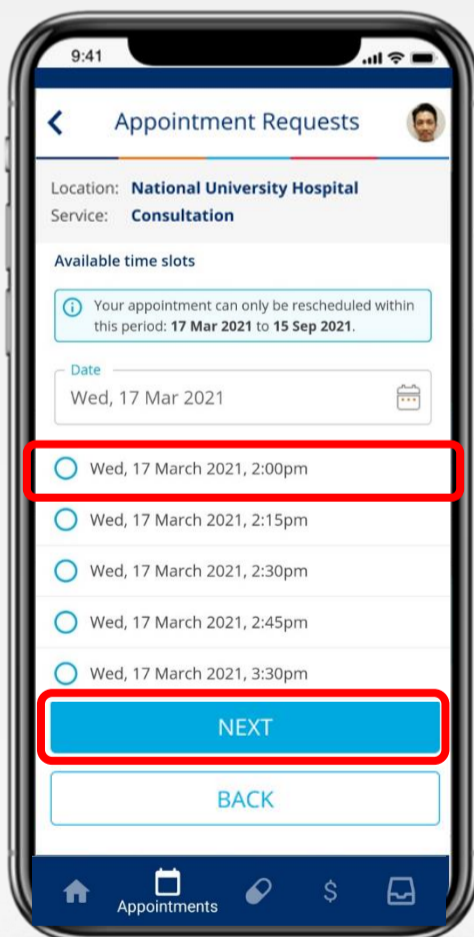 9:41
Appointment Requests
Location: National University Hospital
Service: Consultation
Available time slots
Your appointment can only be rescheduled within
this period: 17 Mar 2021 to 15 Sep 2021.
Date
Wed, 17 Mar 2021
Wed, 17 March 2021, 2:00pm
Wed, 17 March 2021, 2:15pm
Wed, 17 March 2021, 2:30pm
Wed, 17 March 2021, 2:45pm
Wed, 17 March 2021, 3:30pm
NEXT
BACK
$
Appointments